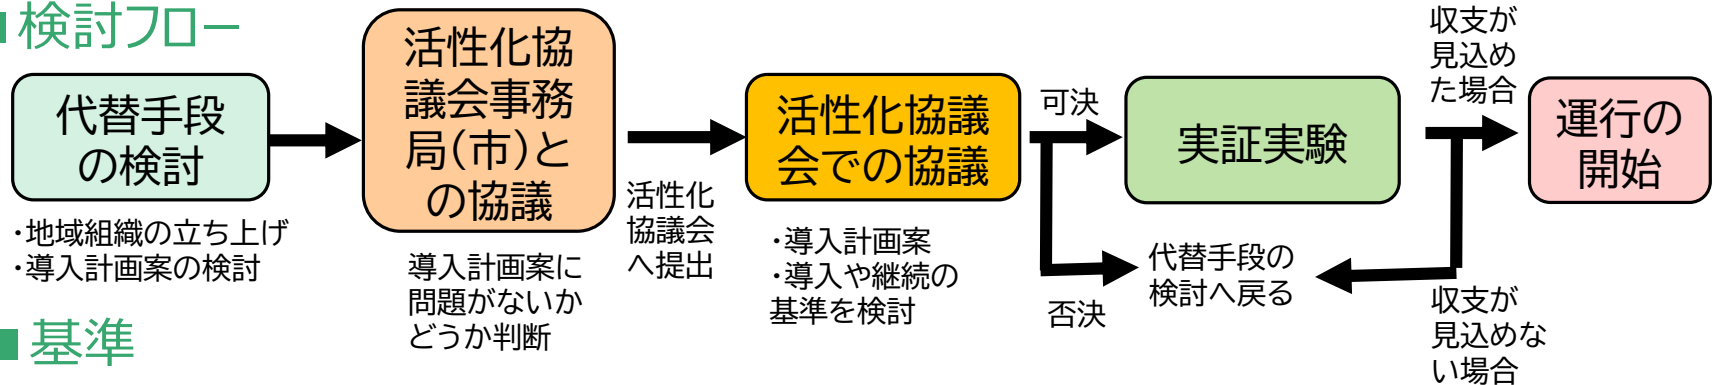 ■検討フロー
代替手段
の検討
・地域組織の立ち上げ
・導入計画案の検討
活性化協
議会事務
局(市)と
の協議
導入計画案に
問題がないか
どうか判断
活性化
協議会
へ提出
活性化協議
会での協議
・導入計画案
・導入や継続の
基準を検討
可決
否決
実証実験
代替手段の
検討へ戻る
収支が
見込め
た場合
収支が
見込めな
い場合
運行の
開始
■基準